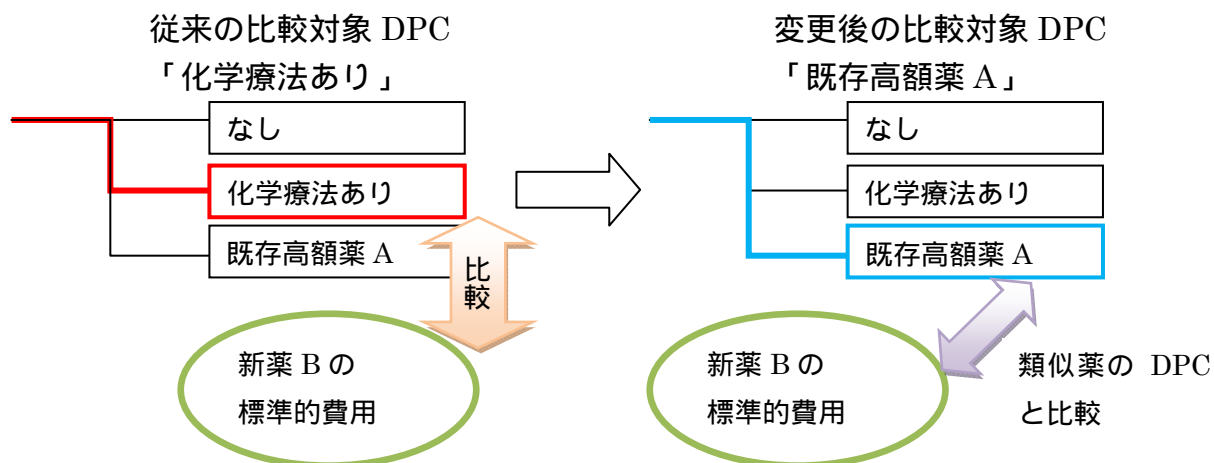 従来の比較対象 DPC
「化学療法あり」
なし
化学療法あり
既存高額薬 A
比較
新薬 B の
標準的費用
変更後の比較対象 DPC
「既存高額薬 A」
なし
化学療法あり
既存高額薬 A
新薬 B の
標準的費用
類似薬の DPC
と比較